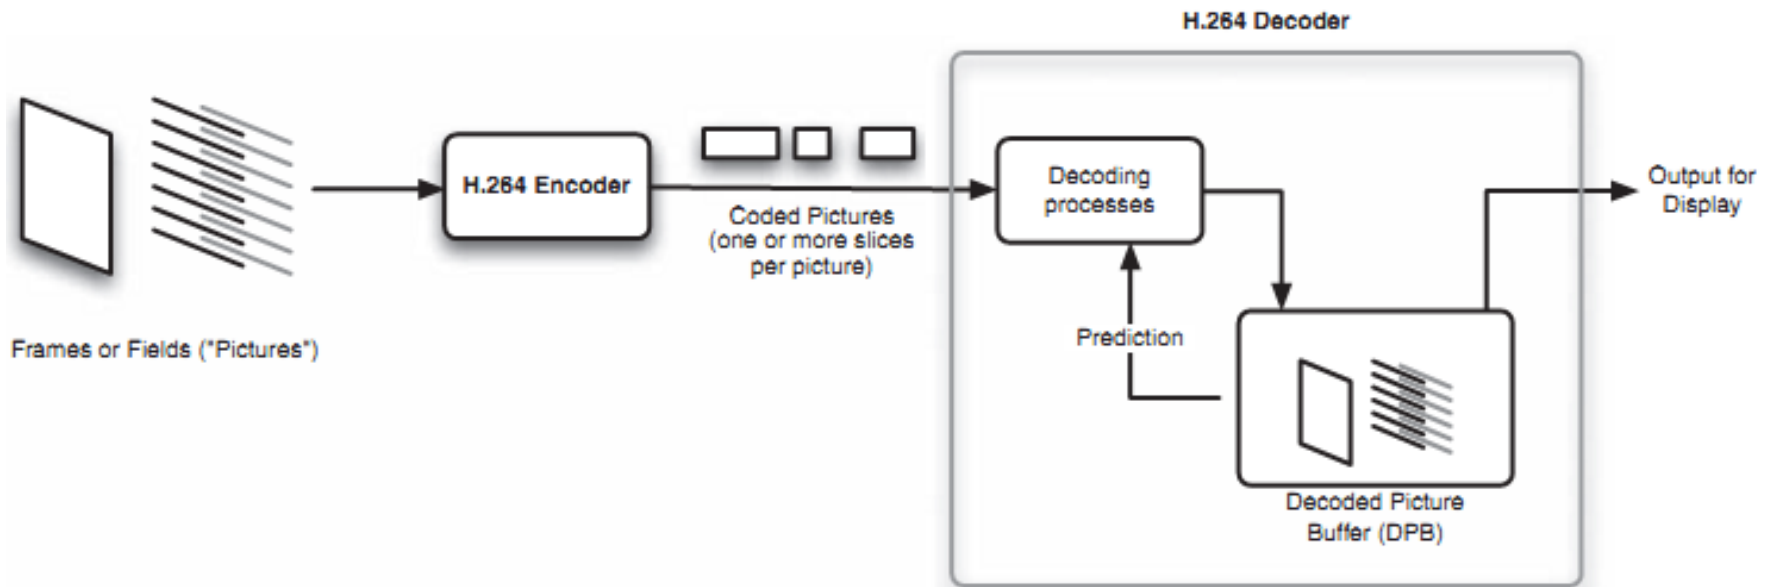 H.264 Decoder
H.264 Encoder
Coded Pictures
(one or more slices
per picture)
Decoding
processes
Output for
Display
Prediction
Frames or Fields ("Pictures")
Decoded Picture
Buffer (DPB)